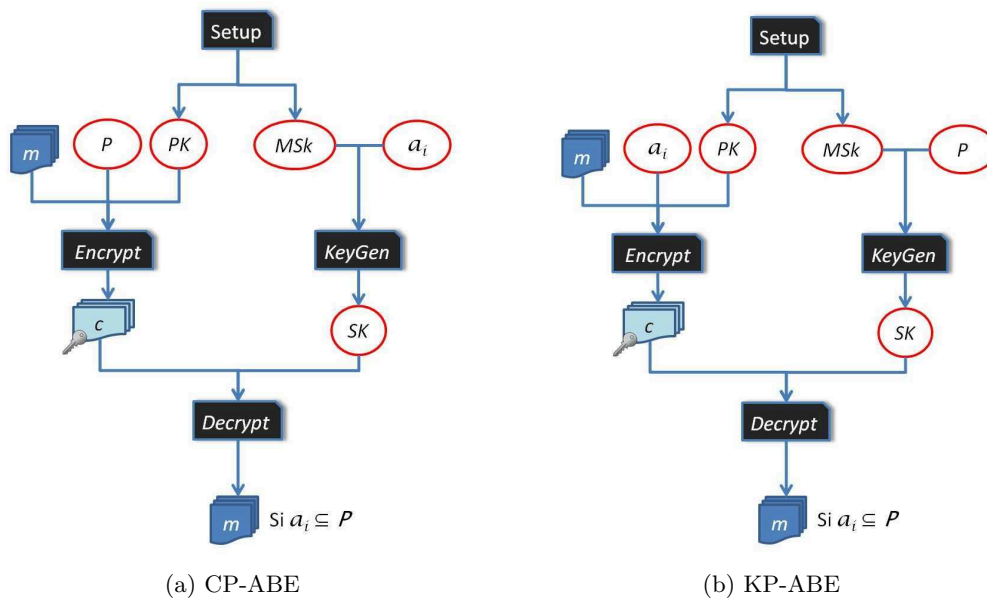 Setup
m
P
PK
MSk
a_i
Encrypt
KeyGen
c
SK
Decrypt
m
Si a_i ⊆ P
(a) CP-ABE
Setup
m
a_i
PK
MSk
P
Encrypt
KeyGen
c
SK
Decrypt
m
Si a_i ⊆ P
(b) KP-ABE